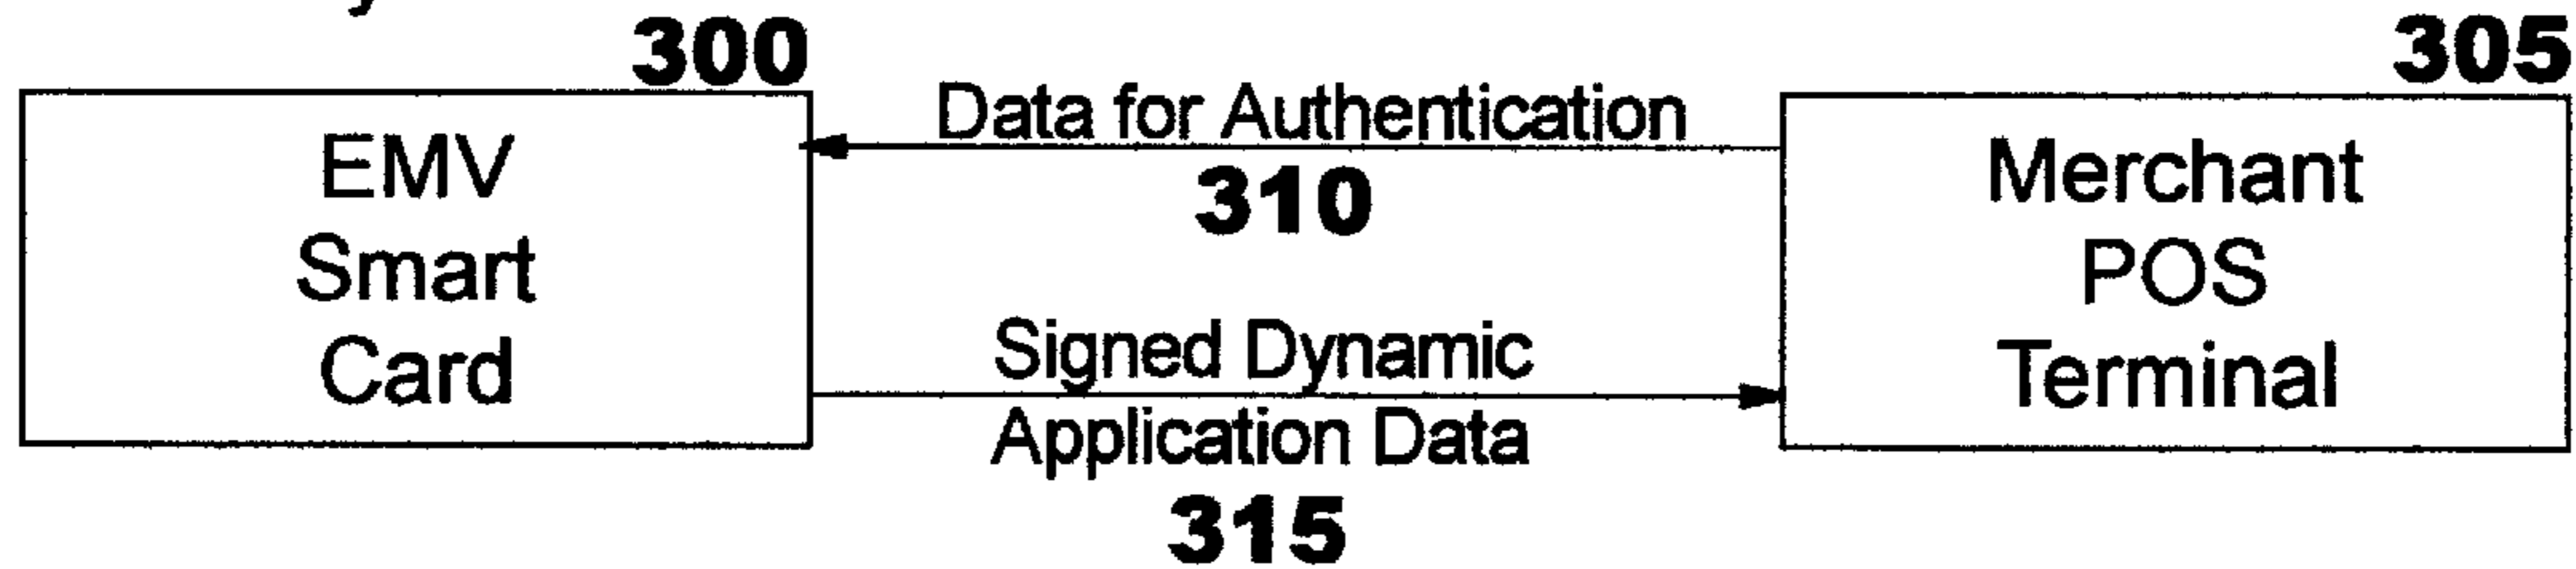 300
305
EMV
Smart
Card
Data for Authentication
310
Signed Dynamic
Application Data
315
Merchant
POS
Terminal